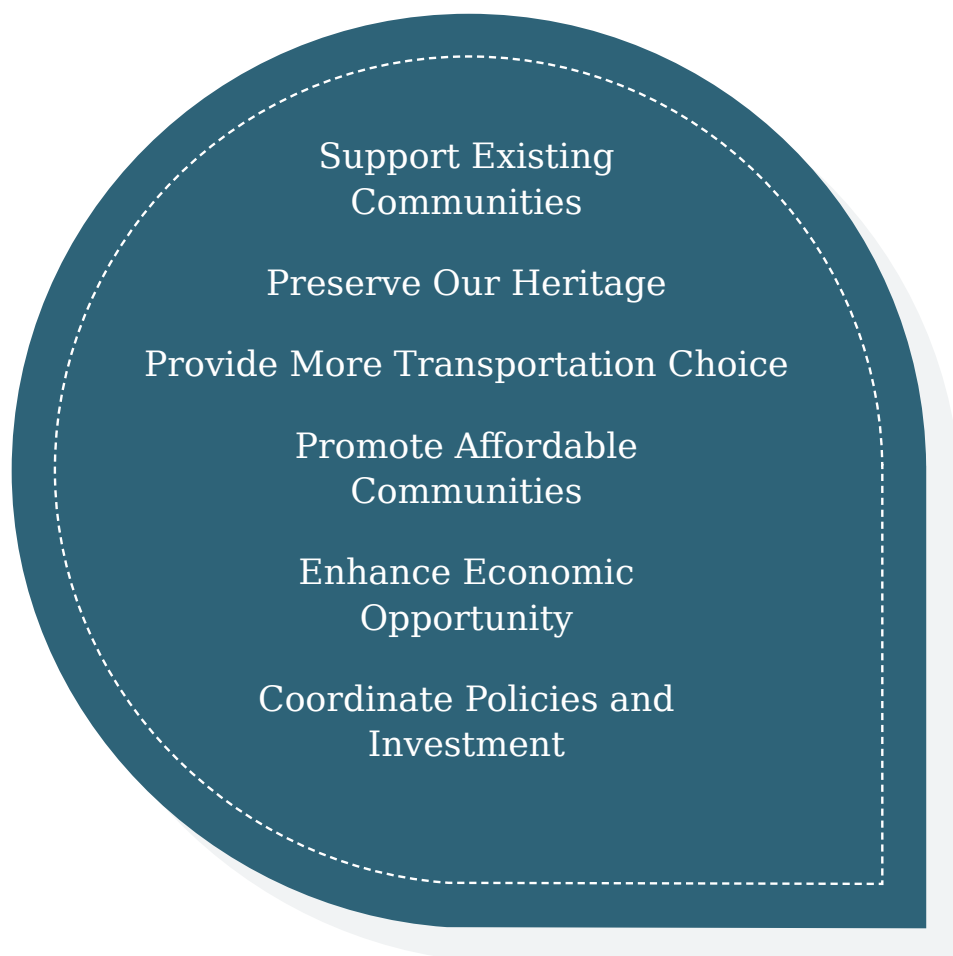 Support Existing
Communities
Preserve Our Heritage
Provide More Transportation Choice
Promote Affordable
Communities
Enhance Economic
Opportunity
Coordinate Policies and
Investment